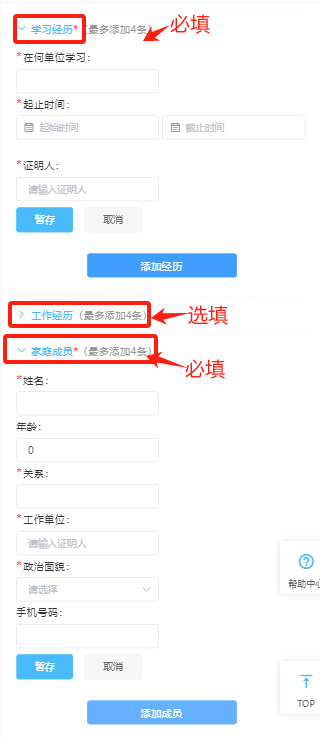 学习经历*（最多添加4条）
必填
*在何单位学习：
*起止时间：
起始时间
截止时间
*证明人：
请输入证明人
暂存
取消
添加经历
工作经历（最多添加4条）
选填
家庭成员*（最多添加4条）
必填
*姓名：
年龄：
0
*关系：
*工作单位：
请输入证明人
*政治面貌：
请选择
帮助中心
手机号码：
暂存
取消
TOP
添加成员